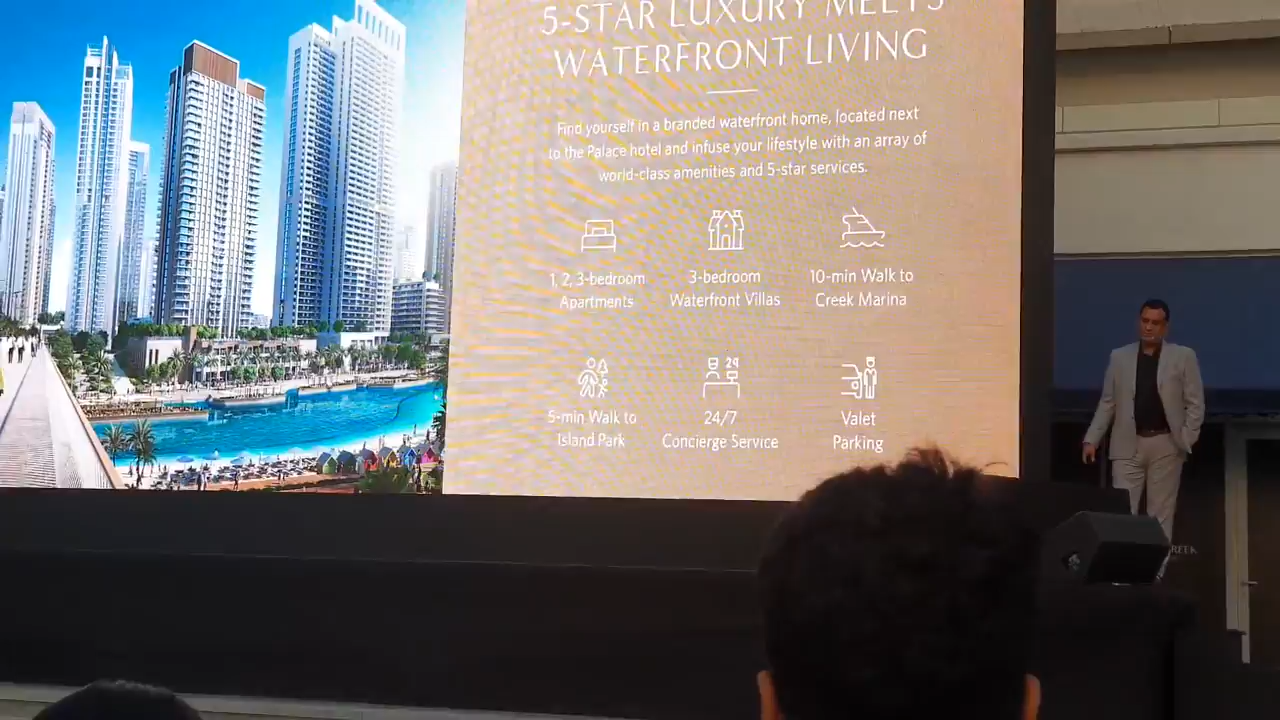 5-STAR LUXURY MEETS
WATERFRONT LIVING
Find yourself in a branded waterfront home, located next
to the Palace hotel and infuse your lifestyle with an array of
world-class amenities and 5-star services.
1, 2, 3-bedroom
Apartments
3-bedroom
Waterfront Villas
10-min Walk to
Creek Marina
5-min Walk to
Island Park
24
24/7
Concierge Service
Valet
Parking